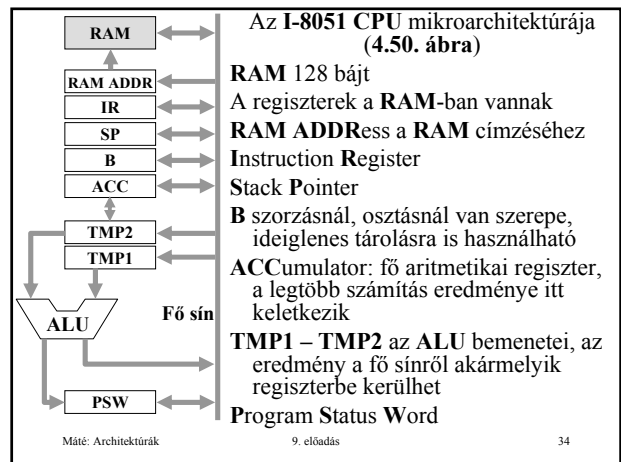 Az I-8051 CPU mikroarchitektúrája
(4.50. ábra)
RAM
RAM ADDR
IR
SP
B
ACC
TMP2
TMP1
ALU
Fő sín
PSW
RAM 128 bájt
A regiszterek a RAM-ban vannak
RAM ADDRess a RAM címzéséhez
Instruction Register
Stack Pointer
B szorzásnál, osztásnál van szerepe,
ideiglenes tárolásra is használható
ACCumulator: fő aritmetikai regiszter,
a legtöbb számítás eredménye itt
keletkezik
TMP1 – TMP2 az ALU bemenetei, az
eredmény a fő sínről akármelyik
regiszterbe kerülhet
Program Status Word
Máté: Architektúrák 9. előadás 34